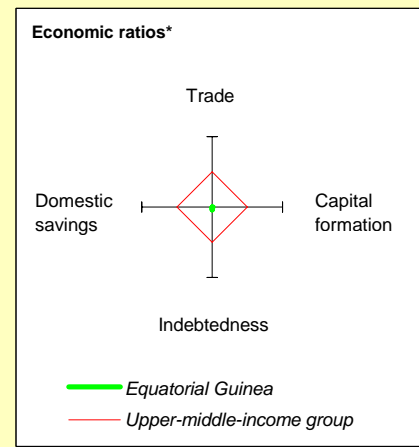 Economic ratios*
Trade
Domestic
savings
Capital
formation
Indebtedness
Equatorial Guinea
Upper-middle-income group